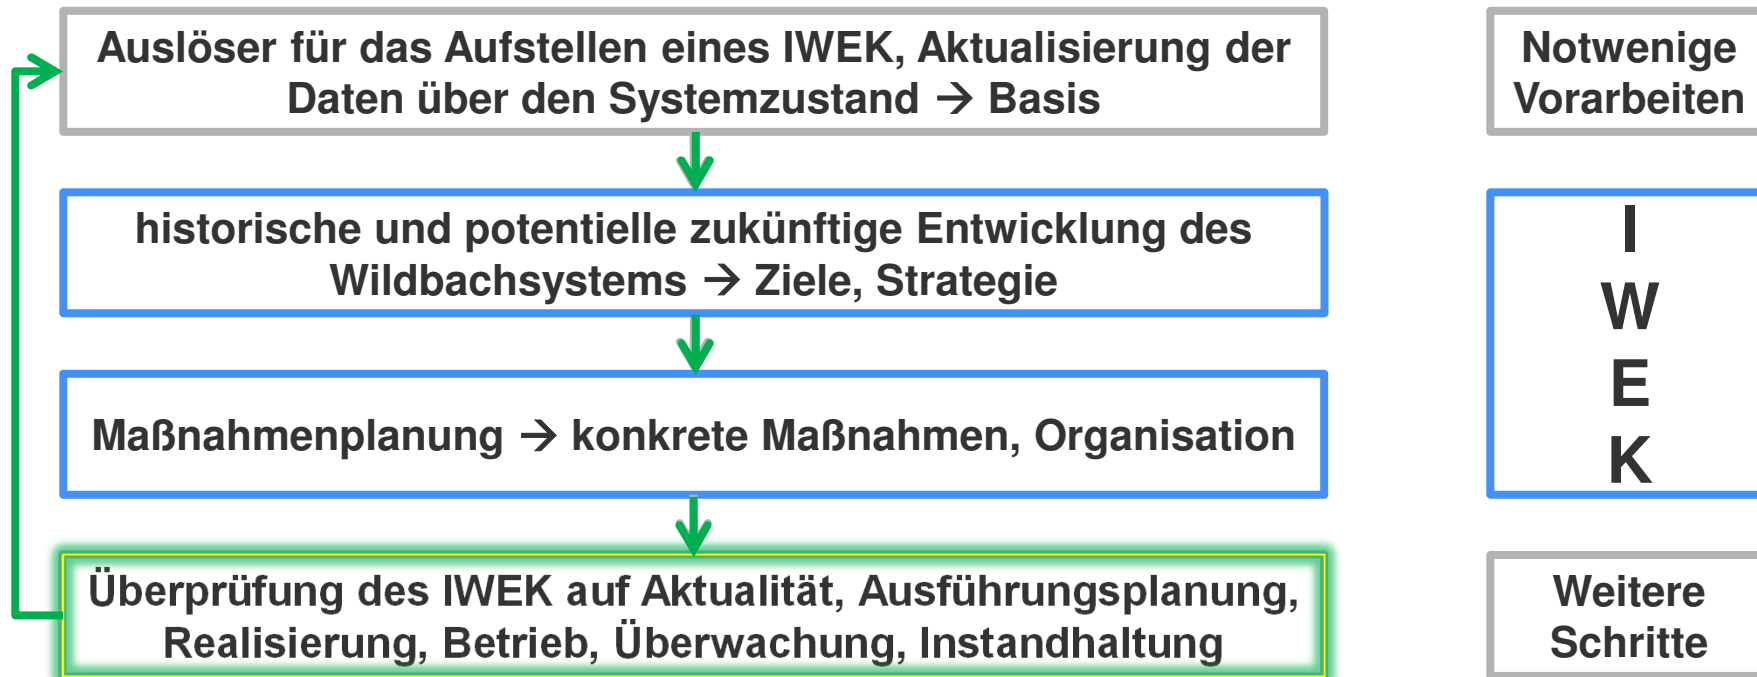 Auslöser für das Aufstellen eines IWEK, Aktualisierung der
Daten über den Systemzustand → Basis
Notwenige
Vorarbeiten
historische und potentielle zukünftige Entwicklung des
Wildbachsystems → Ziele, Strategie
Maßnahmenplanung → konkrete Maßnahmen, Organisation
I
W
E
K
Überprüfung des IWEK auf Aktualität, Ausführungsplanung,
Realisierung, Betrieb, Überwachung, Instandhaltung
Weitere
Schritte